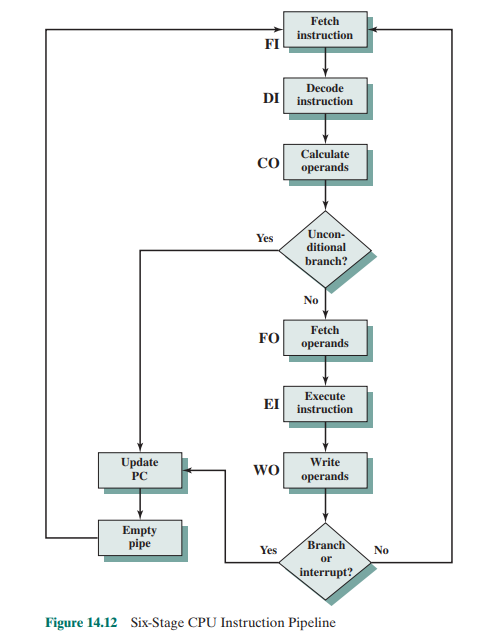 Fetch
instruction
FI
Decode
instruction
DI
Calculate
operands
CO
Uncon-
ditional
branch?
Yes
No
Fetch
operands
FO
Execute
instruction
EI
Update
PC
Write
operands
WO
Empty
pipe
Yes
Branch
or
interrupt?
No
Figure 14.12 Six-Stage CPU Instruction Pipeline